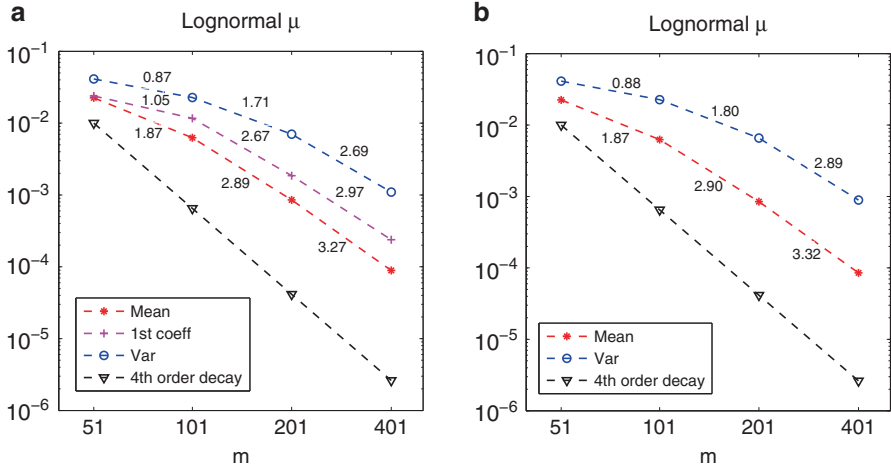 a
Lognormal μ
10⁻¹
10⁻²
10⁻³
10⁻⁴
10⁻⁵
10⁻⁶
0.87
1.05
1.87
1.71
2.67
2.89
2.69
2.97
3.27
Mean
1st coeff
Var
4th order decay
51 101 201 401
m
b
Lognormal μ
10⁻¹
10⁻²
10⁻³
10⁻⁴
10⁻⁵
10⁻⁶
0.88
1.87
1.80
2.90
2.89
3.32
Mean
Var
4th order decay
51 101 201 401
m